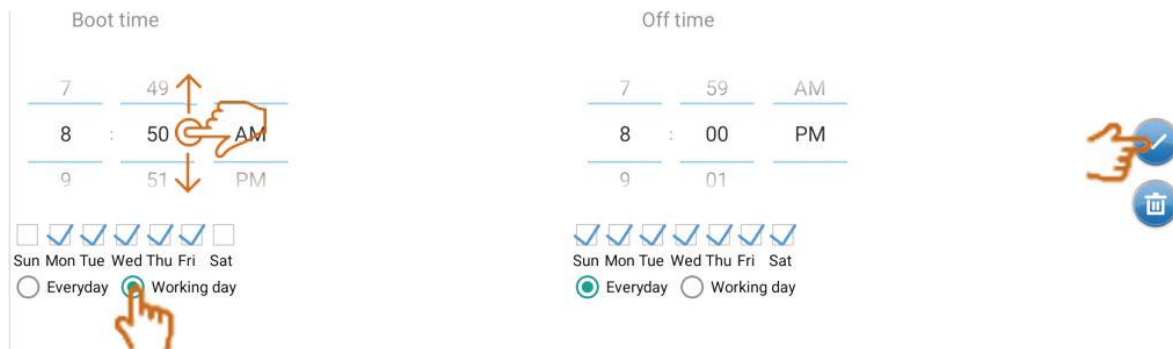 Boot time Off time
7 49 7 59 AM
8 : 50 AM 8 : 00 PM
9 51 PM 9 01
Sun Mon Tue Wed Thu Fri Sat Sun Mon Tue Wed Thu Fri Sat
Everyday Working day Everyday Working day